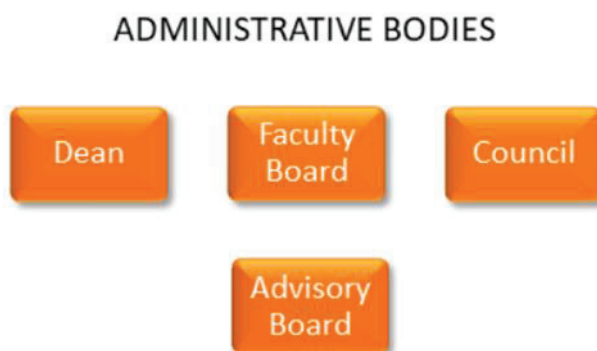 ADMINISTRATIVE BODIES
Dean
Faculty
Board
Council
Advisory
Board